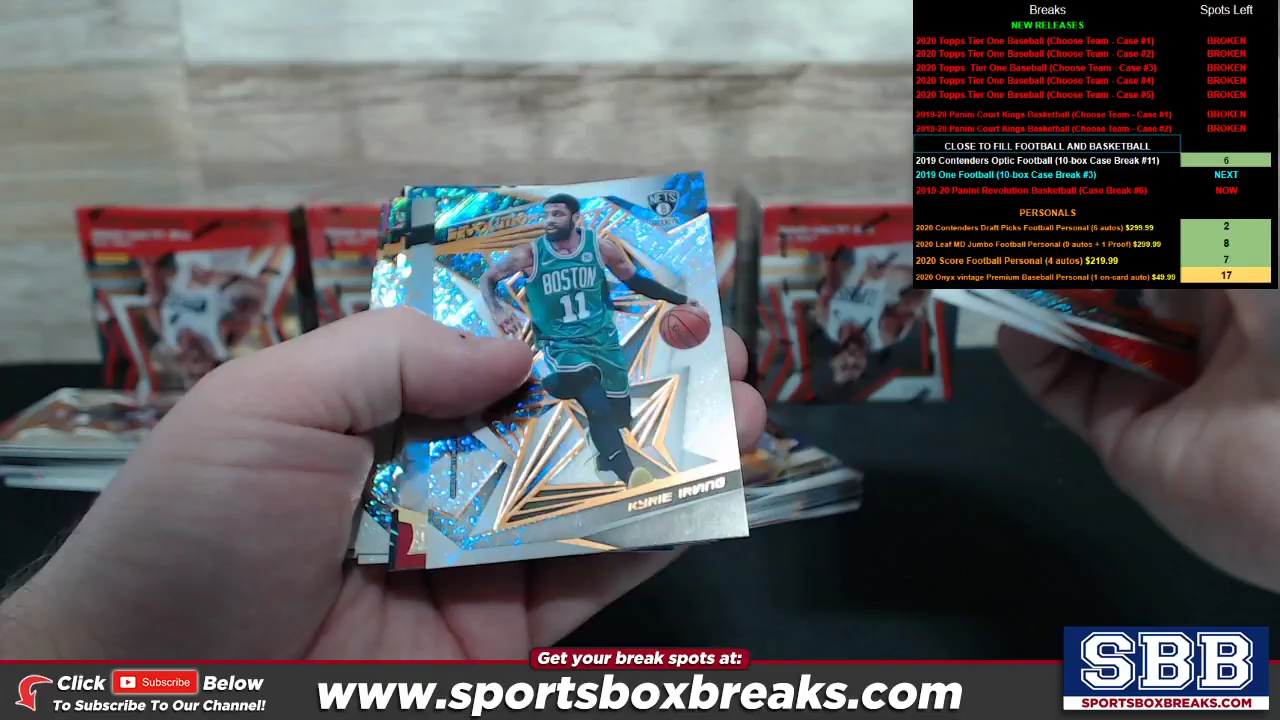 Breaks Spots Left
NEW RELEASES
2020 Topps Tier One Baseball (Choose Team - Case #1) BROKEN
2020 Topps Tier One Baseball (Choose Team - Case #2) BROKEN
2020 Topps Tier One Baseball (Choose Team - Case #3) BROKEN
2020 Topps Tier One Baseball (Choose Team - Case #4) BROKEN
2020 Topps Tier One Baseball (Choose Team - Case #5) BROKEN
2019-20 Panini Court Kings Basketball (Choose Team - Case #1) BROKEN
2019-20 Panini Court Kings Basketball (Choose Team - Case #2) BROKEN
CLOSE TO FILL FOOTBALL AND BASKETBALL
2019 Contenders Optic Football (10-box Case Break #11) 6
2019 One Football (10-box Case Break #3) NEXT
2019-20 Panini Revolution Basketball (Case Break #6) NOW
PERSONALS
2020 Contenders Draft Picks Football Personal (6 autos) $299.99 2
2020 Leaf MD Jumbo Football Personal (9 autos + 1 Proof) $299.99 8
2020 Score Football Personal (4 autos) $219.99 7
2020 Onyx vintage Premium Baseball Personal (1 on-card auto) $49.99 17
NETS
BOSTON
11
KYRIE IRVING
Get your break spots at:
Click Subscribe Below
To Subscribe To Our Channel!
www.sportsboxbreaks.com
SBB
SPORTSBOXBREAKS.COM